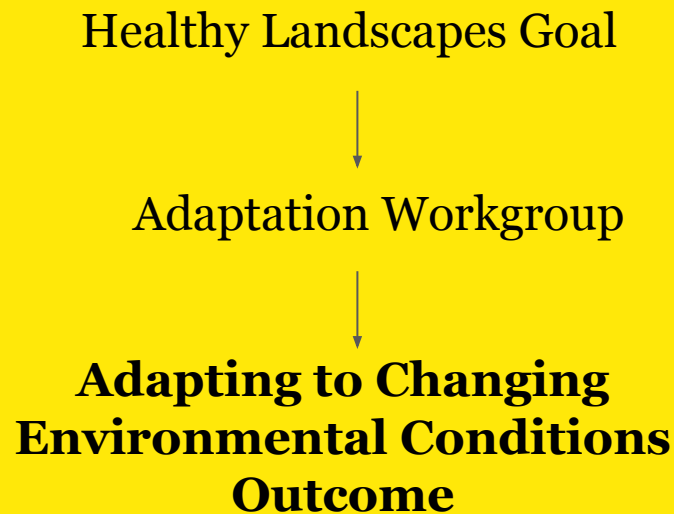 Healthy Landscapes Goal
Adaptation Workgroup
Adapting to Changing
Environmental Conditions
Outcome